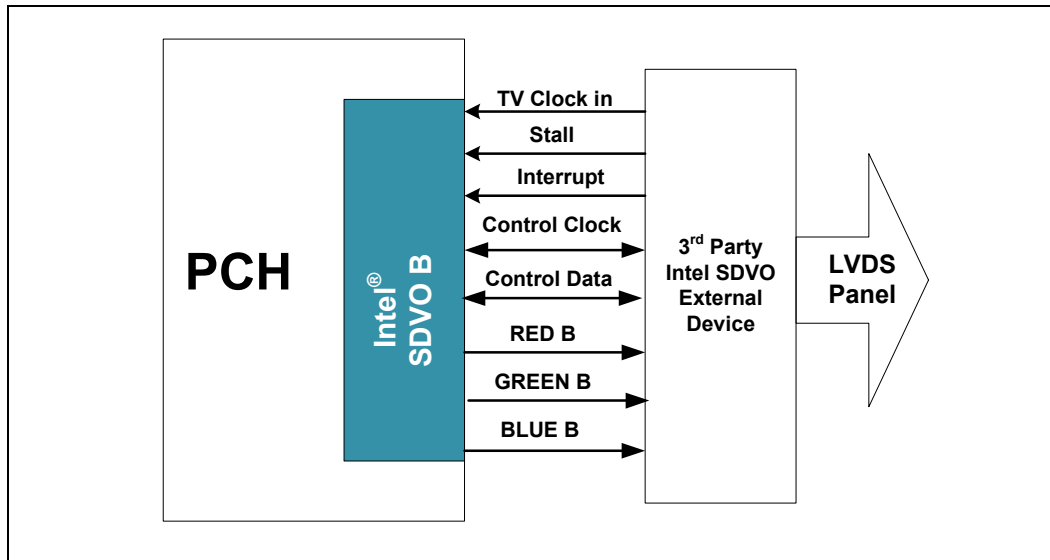 PCH
Intel®
SDVO B
TV Clock in
Stall
Interrupt
Control Clock
Control Data
RED B
GREEN B
BLUE B
3rd Party
Intel SDVO
External
Device
LVDS
Panel